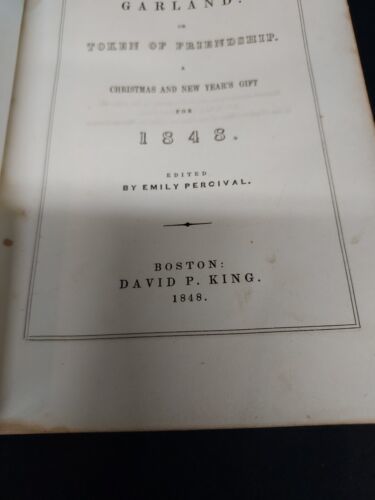 GARLAND:
OR
TOKEN OF FRIENDSHIP.
A
CHRISTMAS AND NEW YEAR'S GIFT
FOR
1848.
EDITED
BY EMILY PERCIVAL.
BOSTON:
DAVID P. KING.
1848.